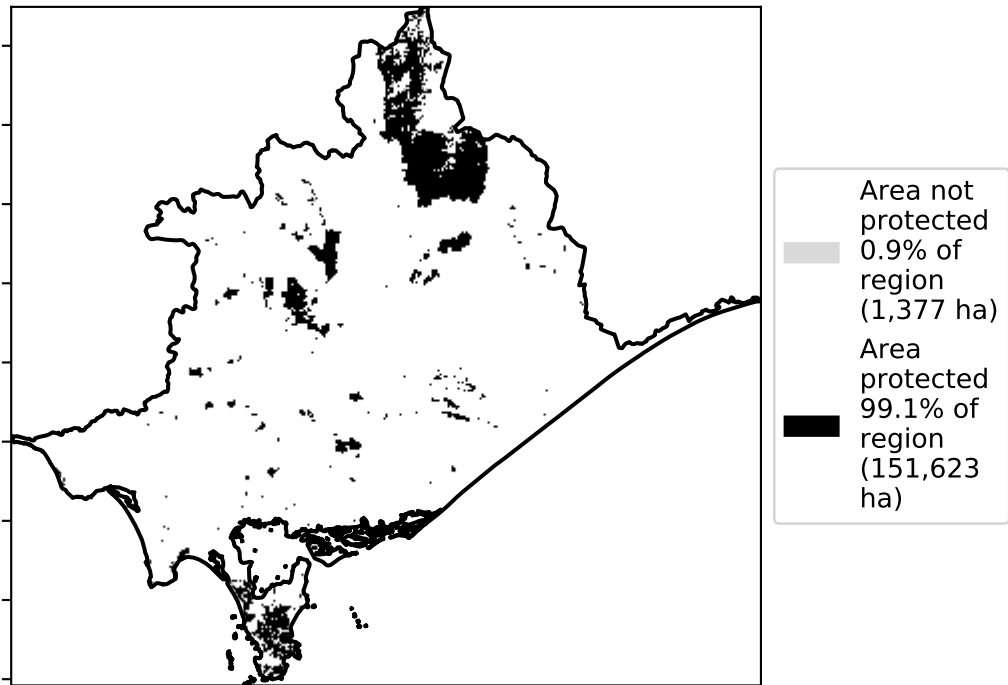 Area not
protected
0.9% of
region
(1,377 ha)
Area
protected
99.1% of
region
(151,623
ha)